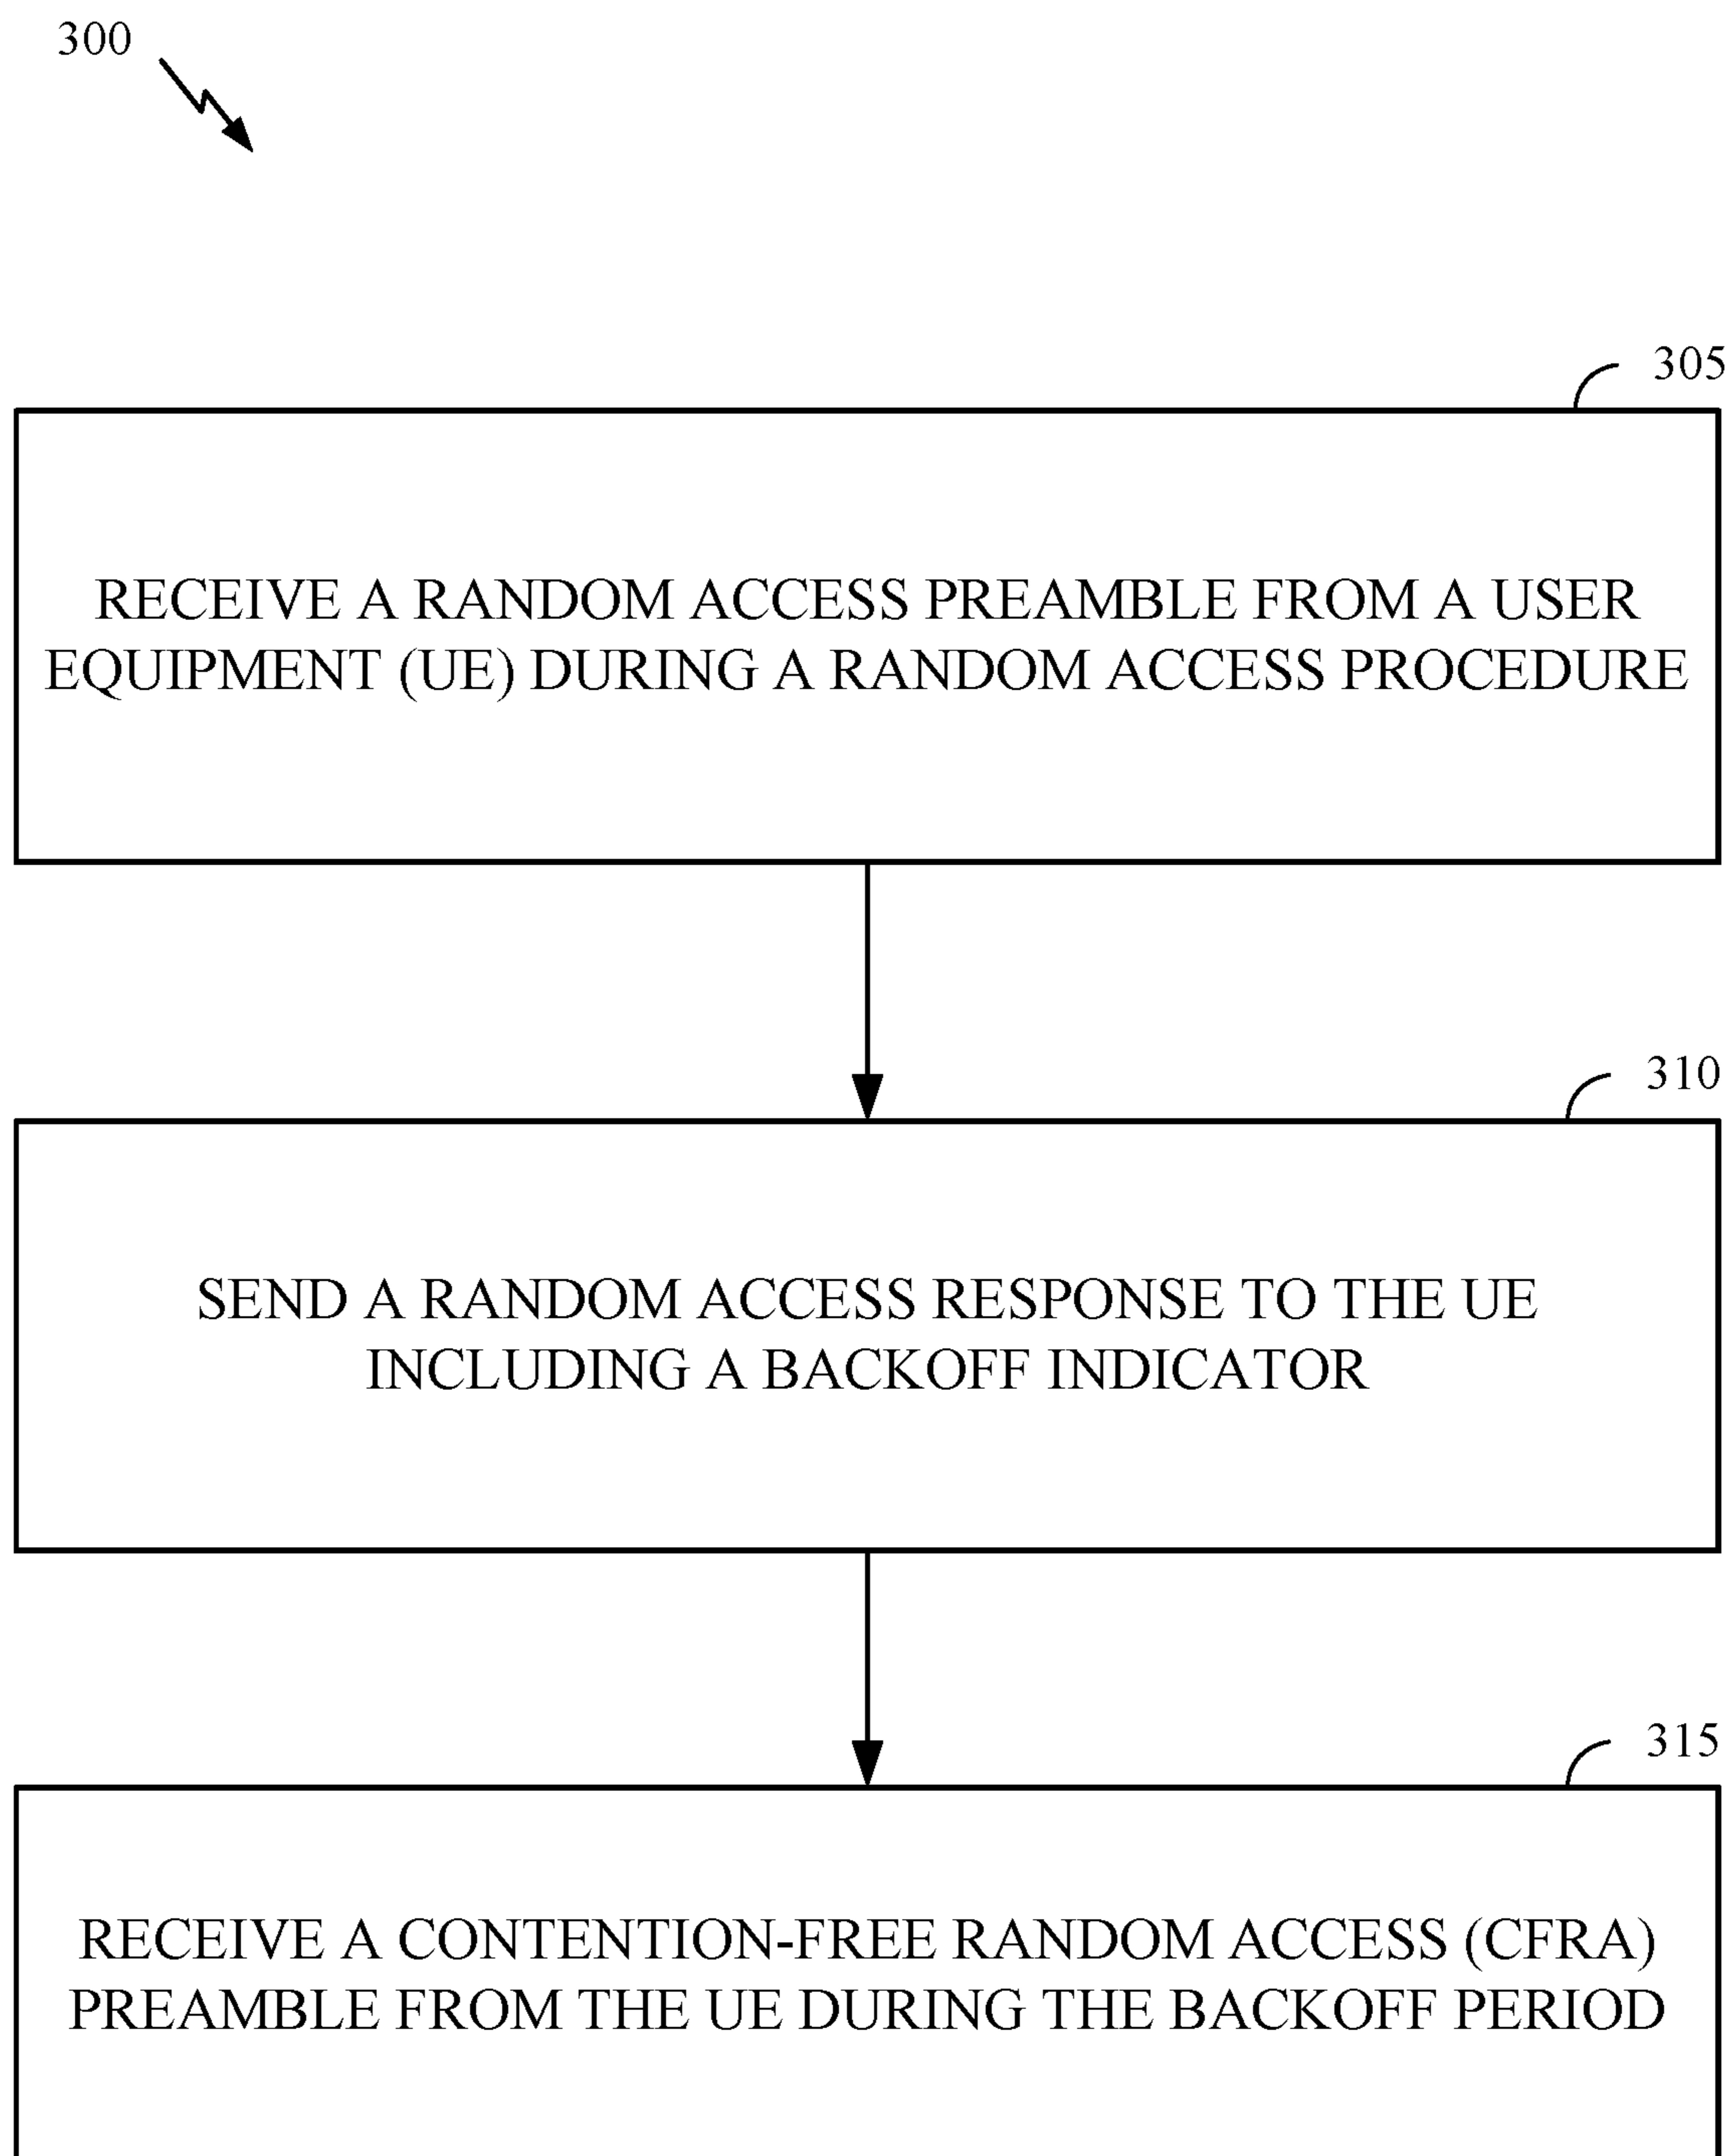 300
305
RECEIVE A RANDOM ACCESS PREAMBLE FROM A USER
EQUIPMENT (UE) DURING A RANDOM ACCESS PROCEDURE
310
SEND A RANDOM ACCESS RESPONSE TO THE UE
INCLUDING A BACKOFF INDICATOR
315
RECEIVE A CONTENTION-FREE RANDOM ACCESS (CFRA)
PREAMBLE FROM THE UE DURING THE BACKOFF PERIOD